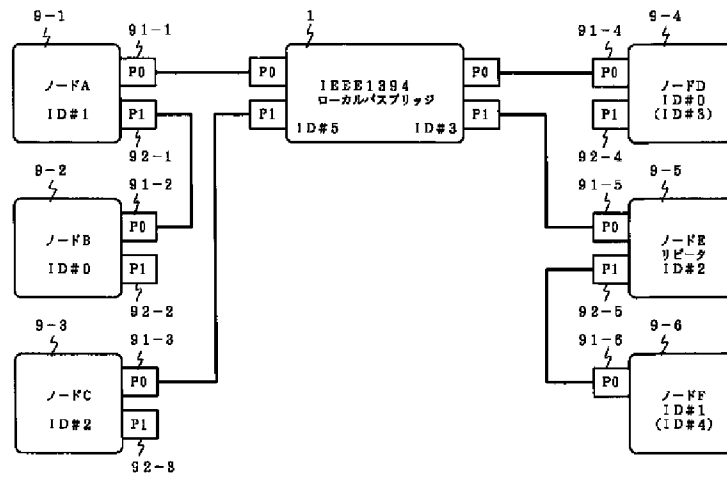 9-1
91-1
1
91-4
9-4
ノードA
ID#1
P0
P1
92-1
P0
P1
IEEE1394
ローカルバスブリッジ
ID#5
ID#3
P0
P1
P0
P1
92-4
ノードD
ID#0
(ID#3)
9-2
91-2
ノードB
ID#0
P0
P1
92-2
91-5
9-5
P0
P1
92-5
ノードE
リピータ
ID#2
9-3
91-3
ノードC
ID#2
P0
P1
92-3
91-6
9-6
P0
ノードF
ID#1
(ID#4)